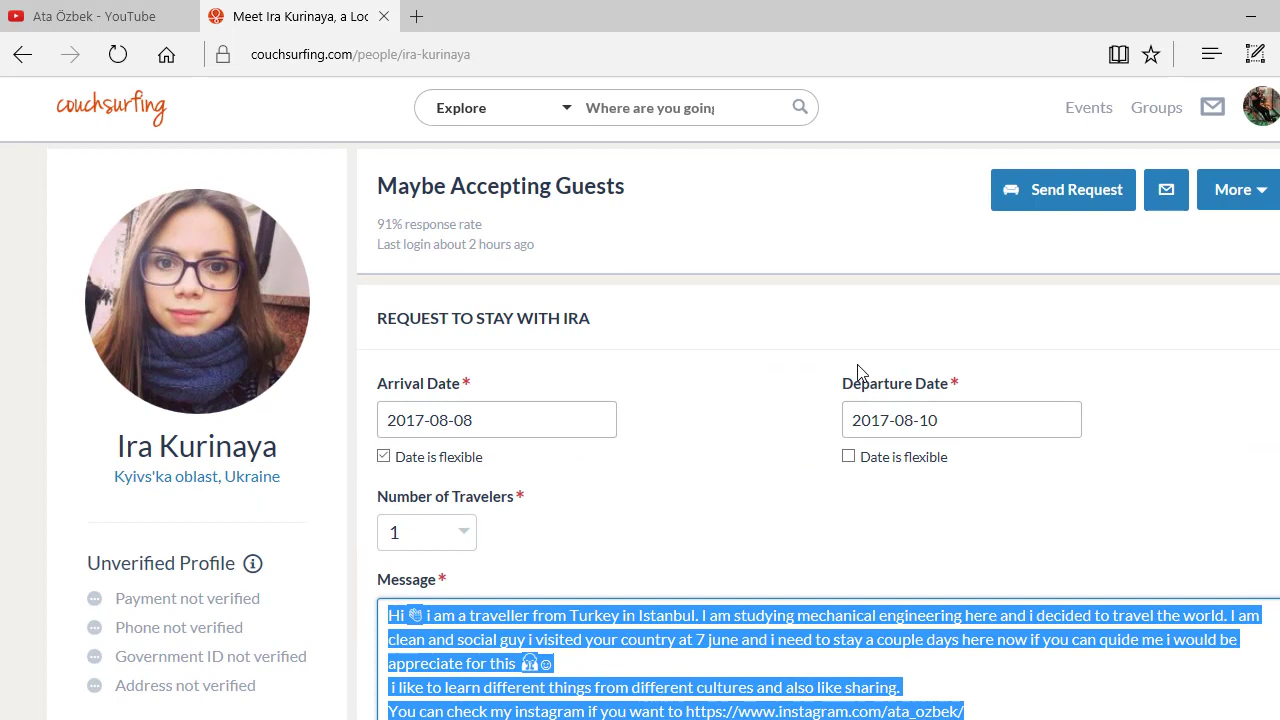 Ata Özbek - YouTube
Meet Ira Kurinaya, a Loc
couchsurfing.com/people/ira-kurinaya
couchsurfing
Explore
Where are you going
Events
Groups
Maybe Accepting Guests
91% response rate
Last login about 2 hours ago
Send Request
More
REQUEST TO STAY WITH IRA
Arrival Date*
Departure Date*
2017-08-08
2017-08-10
Date is flexible
Date is flexible
Number of Travelers*
1
Message*
Hi 👏 i am a traveller from Turkey in Istanbul. I am studying mechanical engineering here and i decided to travel the world. I am
clean and social guy i visited your country at 7 june and i need to stay a couple days here now if you can quide me i would be
appreciate for this ☺
i like to learn different things from different cultures and also like sharing.
You can check my instagram if you want to https://www.instagram.com/ata_ozbek/
Ira Kurinaya
Kyivs'ka oblast, Ukraine
Unverified Profile
Payment not verified
Phone not verified
Government ID not verified
Address not verified